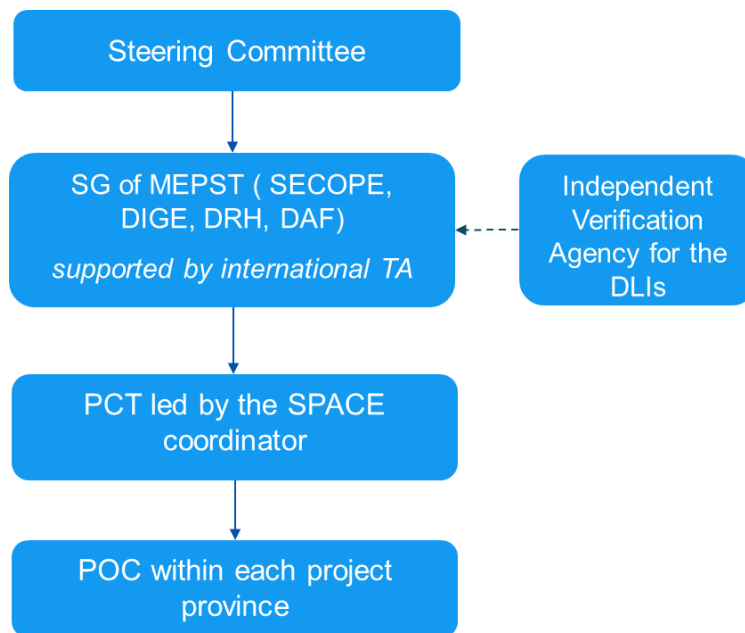 Steering Committee
SG of MEPST ( SECOPE,
DIGE, DRH, DAF)
supported by international TA
Independent
Verification
Agency for the
DLIs
PCT led by the SPACE
coordinator
POC within each project
province